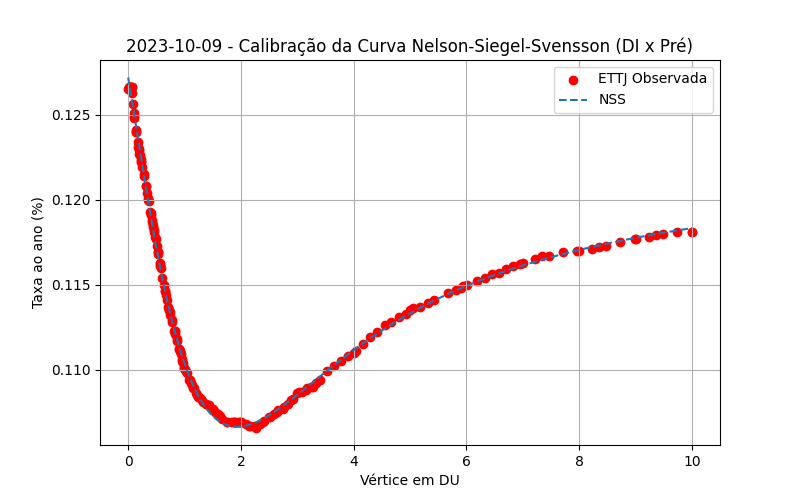 2023-10-09 - Calibração da Curva Nelson-Siegel-Svensson (DI x Pré)
ETTJ Observada
NSS
Taxa ao ano (%)
0.125
0.120
0.115
0.110
0 2 4 6 8 10
Vértice em DU